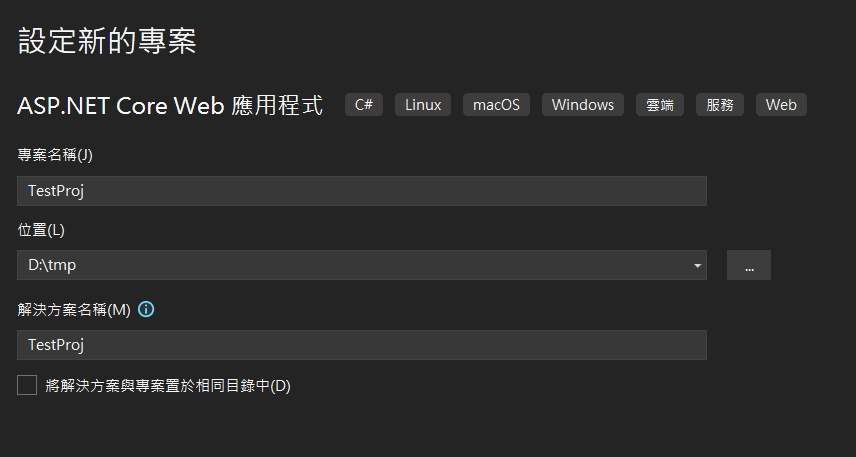 設定新的專案
ASP.NET Core Web 應用程式 C# Linux macOS Windows 雲端 服務 Web
專案名稱(J)
TestProj
位置(L)
D:\tmp ...
解決方案名稱(M)
TestProj
將解決方案與專案置於相同目錄中(D)